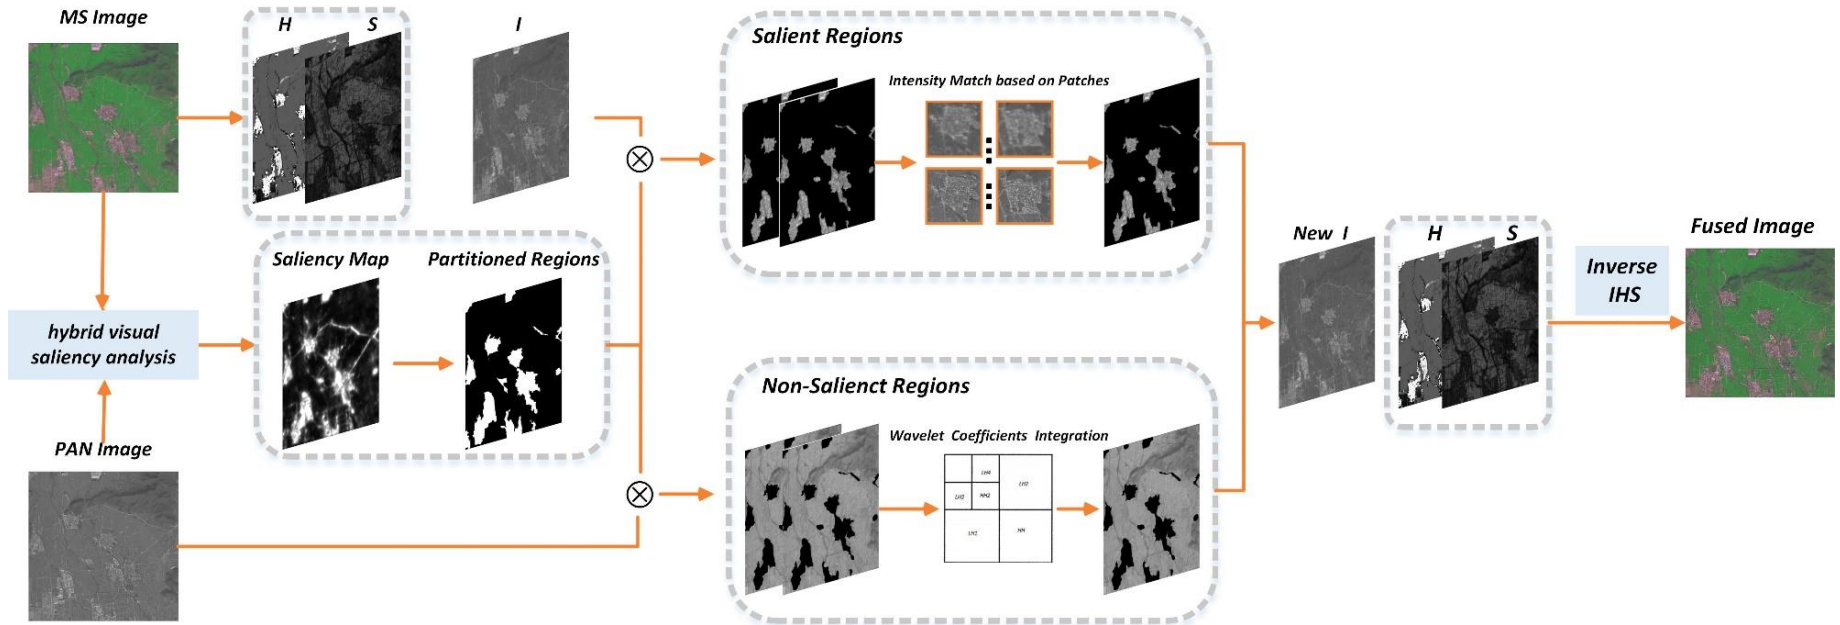 MS Image
H
S
I
Salient Regions
Intensity Match based on Patches
Saliency Map
Partitioned Regions
hybrid visual
saliency analysis
PAN Image
Non-Salienct Regions
Wavelet Coefficients Integration
New I
H
S
Inverse
IHS
Fused Image